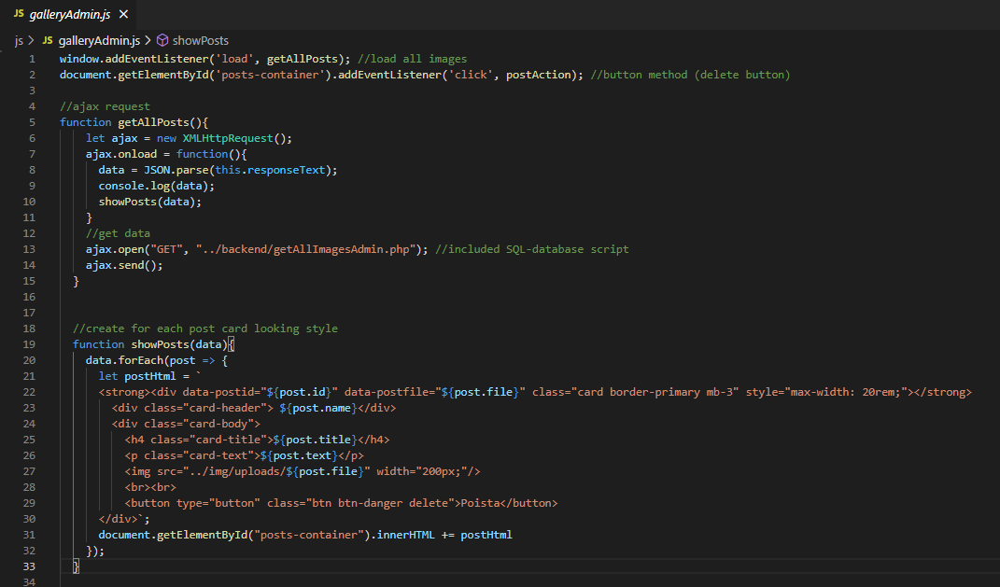 JS galleryAdmin.js ×
js > JS galleryAdmin.js > showPosts
1 window.addEventListener('load', getAllPosts); //load all images
2 document.getElementById('posts-container').addEventListener('click', postAction); //button method (delete button)
3
4 //ajax request
5 function getAllPosts(){
6 let ajax = new XMLHttpRequest();
7 ajax.onload = function(){
8 data = JSON.parse(this.responseText);
9 console.log(data);
10 showPosts(data);
11 }
12 //get data
13 ajax.open("GET", "../backend/getAllImagesAdmin.php"); //included SQL-database script
14 ajax.send();
15 }
16
17
18 //create for each post card looking style
19 function showPosts(data){
20 data.forEach(post => {
21 let postHtml = `
22 <strong><div data-postid="${post.id}" data-postfile="${post.file}" class="card border-primary mb-3" style="max-width: 20rem;"></strong>
23 <div class="card-header"> ${post.name}</div>
24 <div class="card-body">
25 <h4 class="card-title">${post.title}</h4>
26 <p class="card-text">${post.text}</p>
27 <img src="../img/uploads/${post.file}" width="200px;"/>
28 <br><br>
29 <button type="button" class="btn btn-danger delete">Poista</button>
30 </div>`;
31 document.getElementById("posts-container").innerHTML += postHtml
32 });
33 }
34